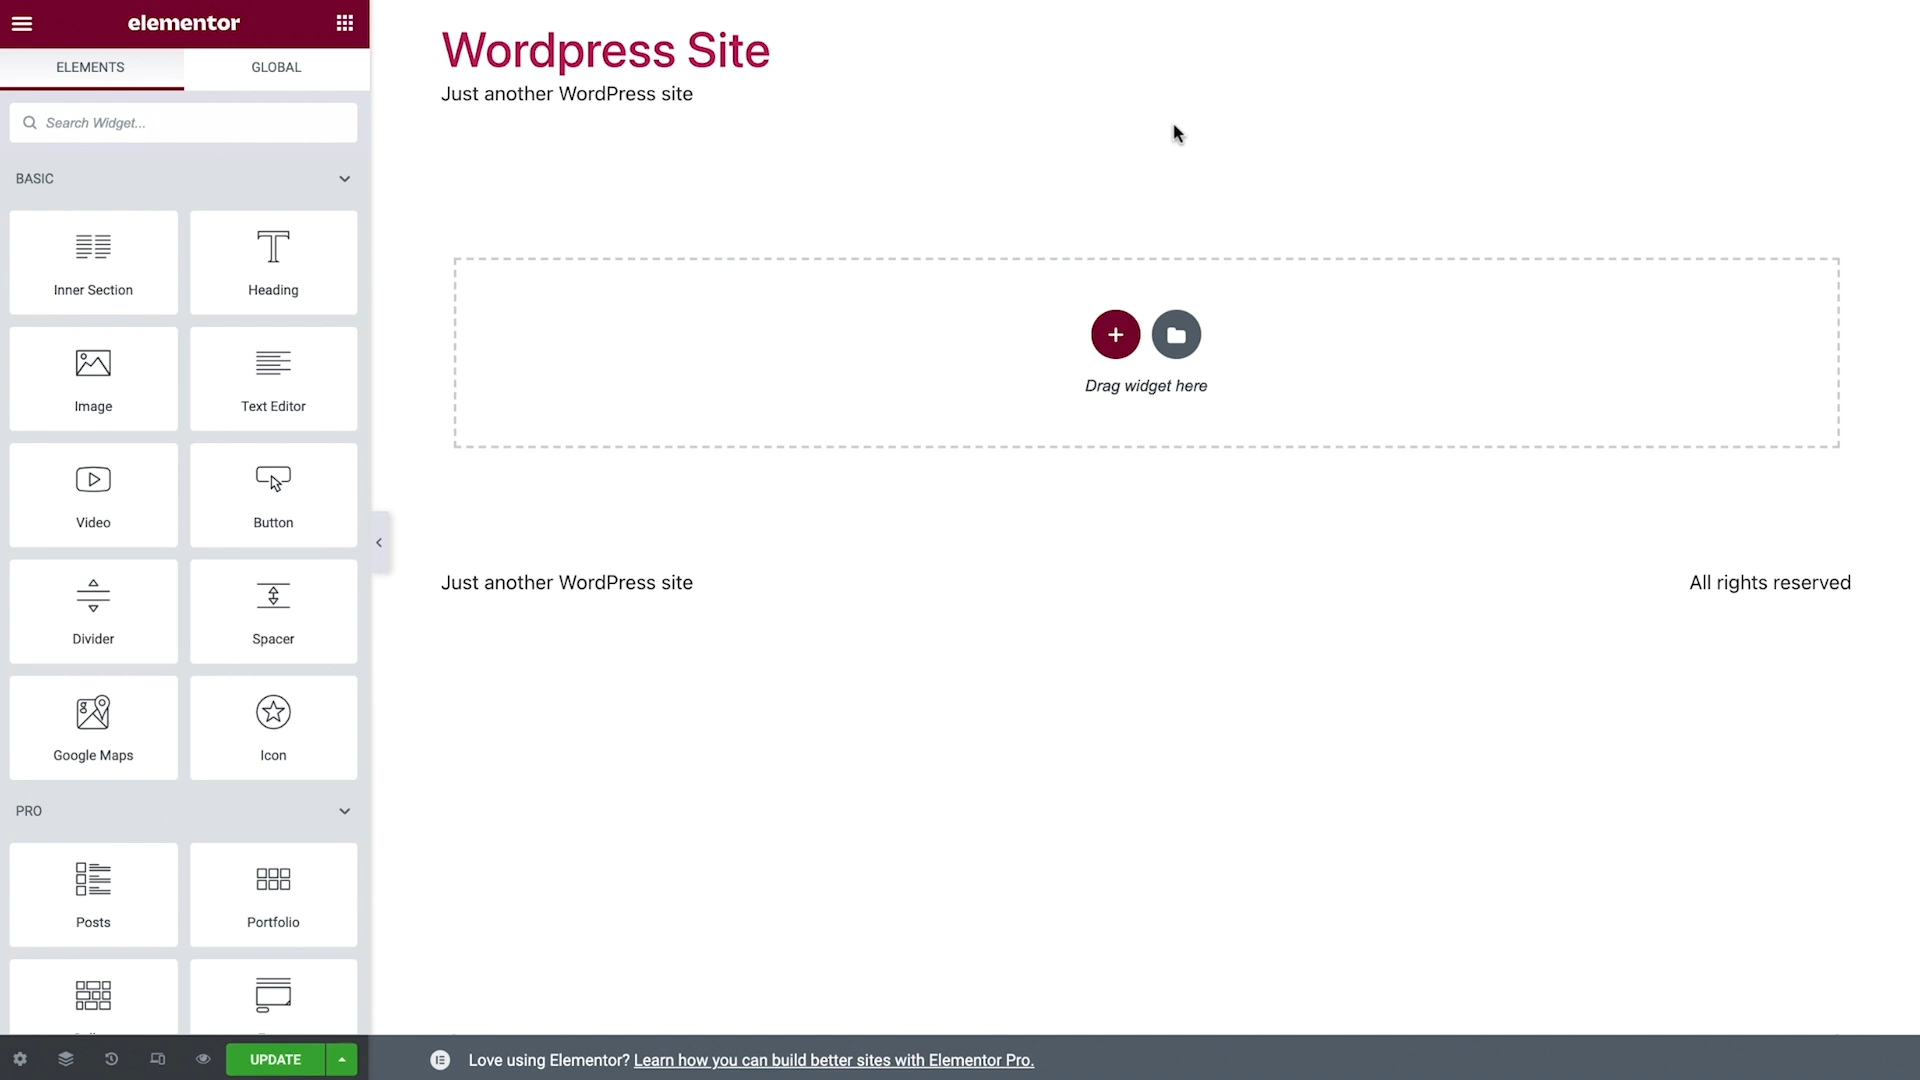 elementor
ELEMENTS
GLOBAL
Search Widget...
BASIC
Inner Section
Heading
Image
Text Editor
Video
Button
Divider
Spacer
Google Maps
Icon
PRO
Posts
Portfolio
UPDATE
Wordpress Site
Just another WordPress site
Drag widget here
Just another WordPress site
All rights reserved
Love using Elementor? Learn how you can build better sites with Elementor Pro.